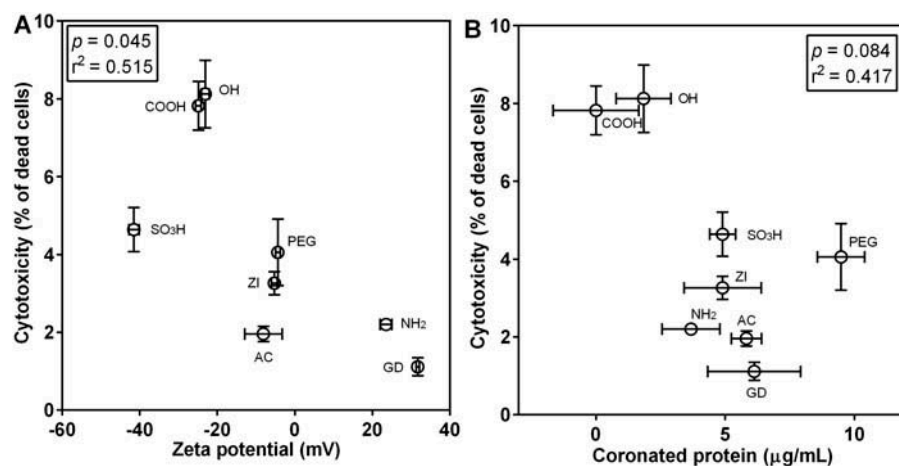 A
p = 0.045
r² = 0.515
Cytotoxicity (% of dead cells)
10
8
6
4
2
0
COOH
OH
SO₃H
PEG
ZI
AC
NH₂
GD
-60
-40
-20
0
20
40
Zeta potential (mV)
B
p = 0.084
r² = 0.417
Cytotoxicity (% of dead cells)
10
8
6
4
2
0
COOH
OH
SO₃H
PEG
ZI
NH₂
AC
GD
0
5
10
Coronated protein (µg/mL)